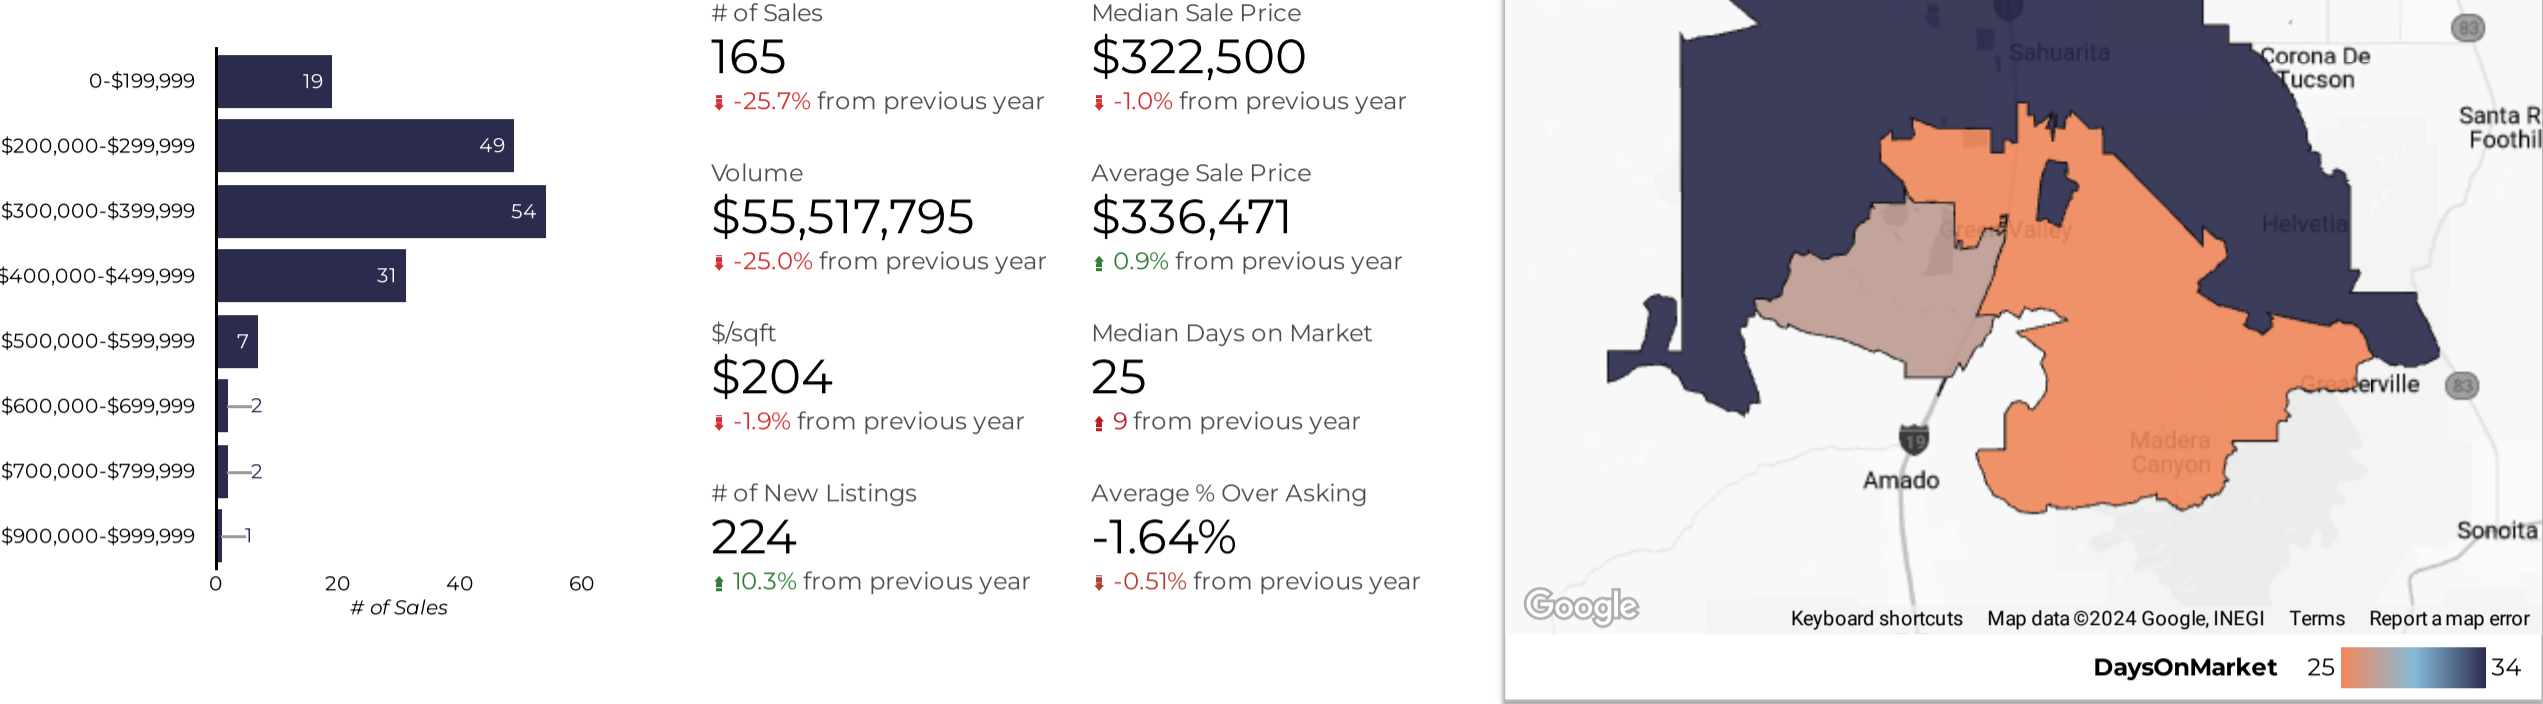 0-$199,999
19
$200,000-$299,999
49
$300,000-$399,999
54
$400,000-$499,999
31
$500,000-$599,999
7
$600,000-$699,999
2
$700,000-$799,999
2
$900,000-$999,999
1
0 20 40 60
# of Sales
# of Sales
165
-25.7% from previous year
Volume
$55,517,795
-25.0% from previous year
$/sqft
$204
-1.9% from previous year
# of New Listings
224
10.3% from previous year
Median Sale Price
$322,500
-1.0% from previous year
Average Sale Price
$336,471
0.9% from previous year
Median Days on Market
25
9 from previous year
Average % Over Asking
-1.64%
-0.51% from previous year
83
Sahuarita
Corona De
Tucson
Santa R
Foothil
Helvetia
Green Valley
Greaterville
83
19
Madera
Canyon
Amado
Sonoita
Google
Keyboard shortcuts Map data ©2024 Google, INEGI Terms Report a map error
DaysOnMarket 25 34